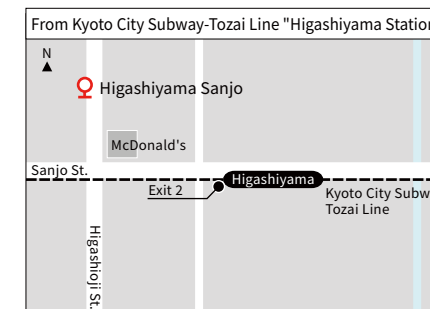 From Kyoto City Subway-Tozai Line "Higashiyama Station
N
Higashiyama Sanjo
McDonald's
Sanjo St.
Higashiyama
Exit 2
Kyoto City Subw
Tozai Line
Higashioji St.